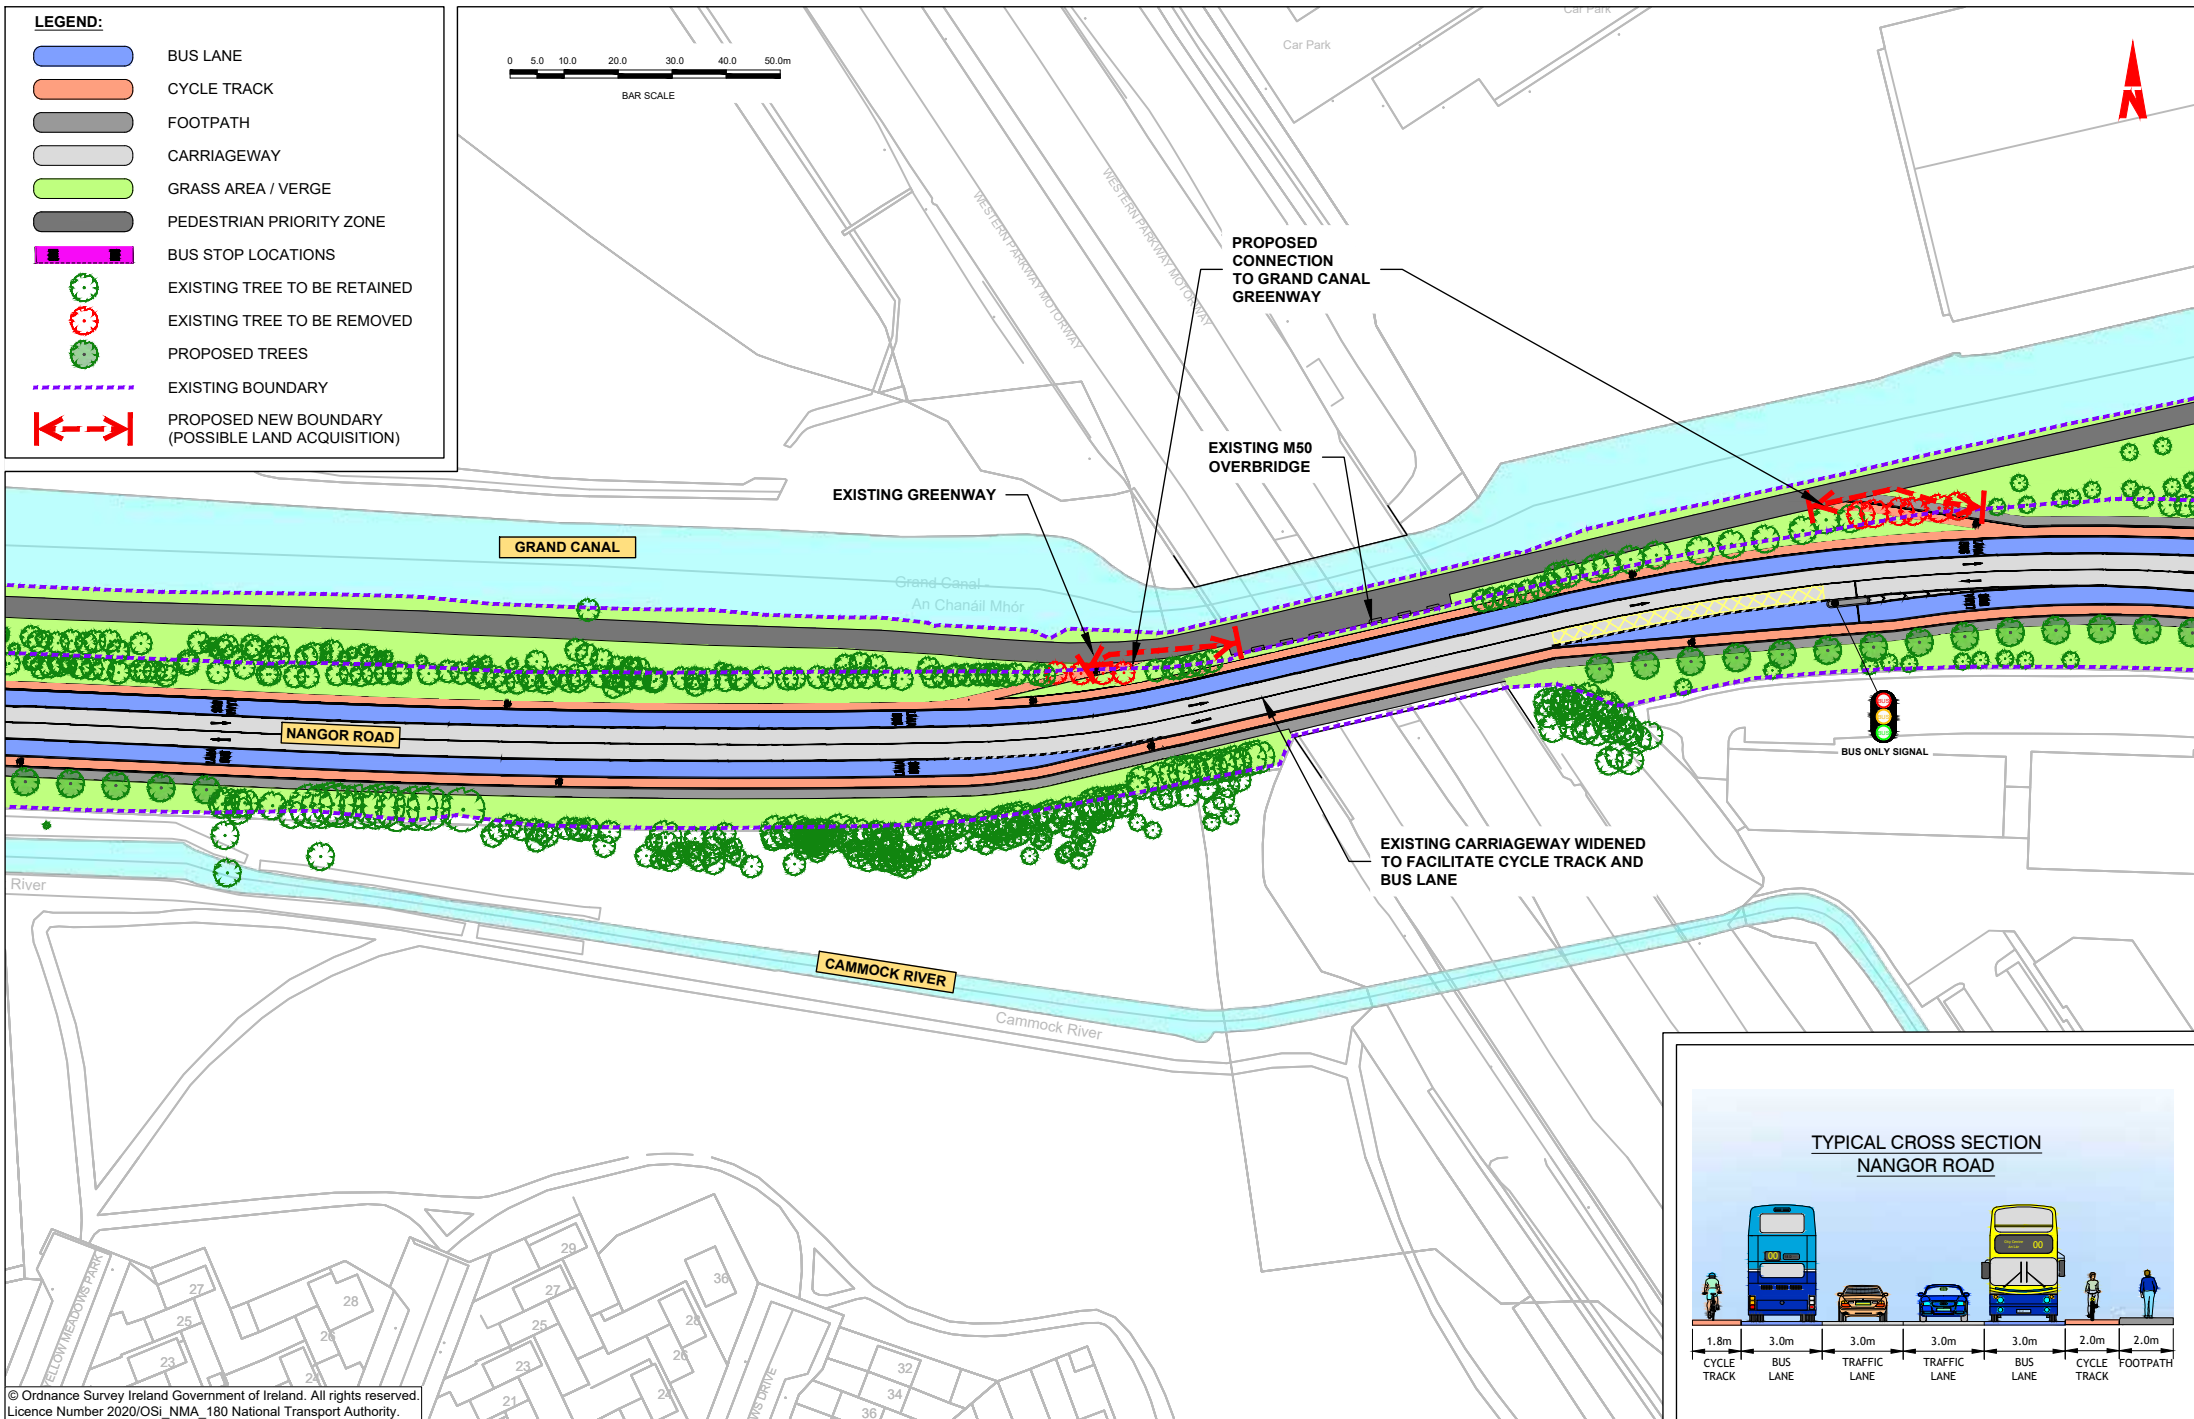 LEGEND:
BUS LANE
CYCLE TRACK
FOOTPATH
CARRIAGEWAY
GRASS AREA / VERGE
PEDESTRIAN PRIORITY ZONE
BUS STOP LOCATIONS
EXISTING TREE TO BE RETAINED
EXISTING TREE TO BE REMOVED
PROPOSED TREES
EXISTING BOUNDARY
PROPOSED NEW BOUNDARY
(POSSIBLE LAND ACQUISITION)
0 5.0 10.0 20.0 30.0 40.0 50.0m
BAR SCALE
Car Park
Car Park
N
WESTERN PARKWAY MOTORWAY
WESTERN PARKWAY MOTORWAY
PROPOSED
CONNECTION
TO GRAND CANAL
GREENWAY
EXISTING M50
OVERBRIDGE
EXISTING GREENWAY
GRAND CANAL
Grand Canal -
An Chanáil Mhór
NANGOR ROAD
BUS ONLY SIGNAL
EXISTING CARRIAGEWAY WIDENED
TO FACILITATE CYCLE TRACK AND
BUS LANE
River
CAMMOCK RIVER
Cammock River
YELLOW MEADOWS PARK
27
25
23
28
26
24
29
27
25
23
21
36
28
26
24
WS DRIVE
32
34
36
TYPICAL CROSS SECTION
NANGOR ROAD
00
00
1.8m 3.0m 3.0m 3.0m 3.0m 2.0m 2.0m
CYCLE BUS TRAFFIC TRAFFIC BUS CYCLE FOOTPATH
TRACK LANE LANE LANE LANE TRACK
© Ordnance Survey Ireland Government of Ireland. All rights reserved.
Licence Number 2020/OSi_NMA_180 National Transport Authority.